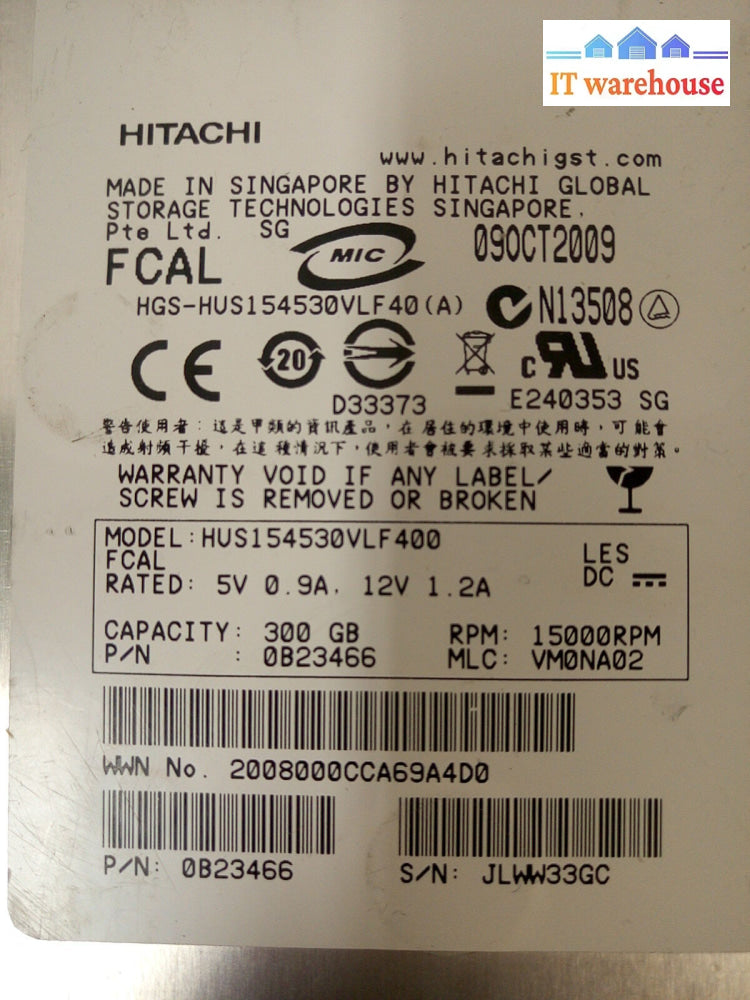 IT warehouse
HITACHI
www.hitachigst.com
MADE IN SINGAPORE BY HITACHI GLOBAL
STORAGE TECHNOLOGIES SINGAPORE,
Pte Ltd. SG
FCAL
MIC
09OCT2009
HGS-HUS154530VLF40(A)
N13508
CE
20
D33373
c RU US
E240353 SG
警告使用者：這是甲類的資訊產品，在居住的環境中使用時，可能會
造成射頻干擾，在這種情況下，使用者會被要求採取某些適當的對策。
WARRANTY VOID IF ANY LABEL/
SCREW IS REMOVED OR BROKEN
MODEL:HUS154530VLF400
FCAL
LES
RATED: 5V 0.9A, 12V 1.2A
DC
CAPACITY: 300 GB
RPM: 15000RPM
P/N : 0B23466
MLC: VM0NA02
WWN No. 2008000CCA69A4D0
P/N: 0B23466
S/N: JLWW33GC